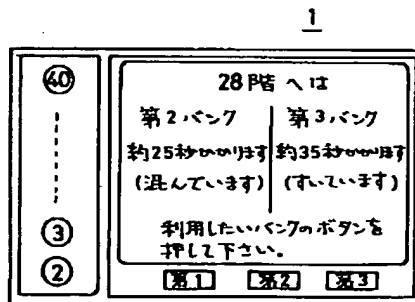 1
40
3
2
28階へは
第2バンク 第3バンク
約25秒かかります 約35秒かかります
(混んでいます) (すいています)
利用したいバンクのボタンを
押して下さい。
第1 第2 第3